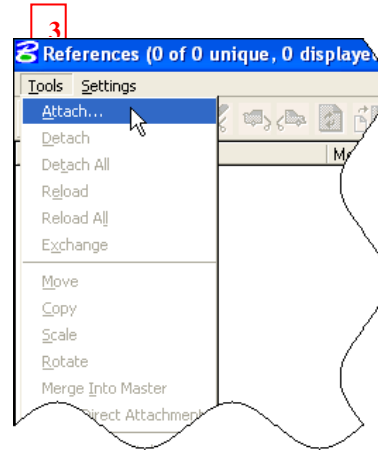 3
References (0 of 0 unique, 0 displaye
Tools Settings
Attach...
Detach
Detach All
Reload
Reload All
Exchange
Move
Copy
Scale
Rotate
Merge Into Master
Direct Attachment